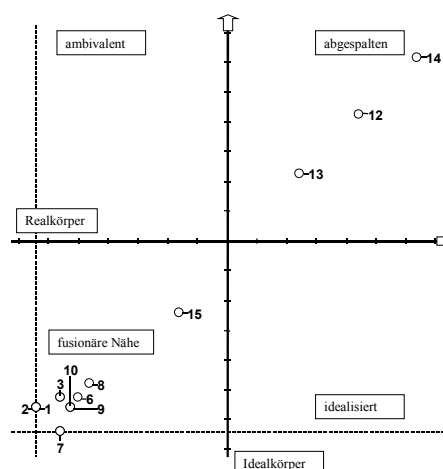 ambivalent
abgespalten
14
12
13
Realkörper
15
fusionäre Nähe
10
3
8
6
idealisiert
2
1
9
7
Idealkörper